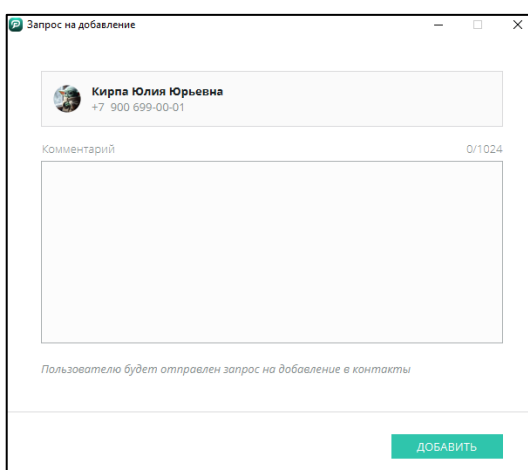 Запрос на добавление
Кирпа Юлия Юрьевна
+7 900 699-00-01
Комментарий 0/1024
Пользователю будет отправлен запрос на добавление в контакты
ДОБАВИТЬ